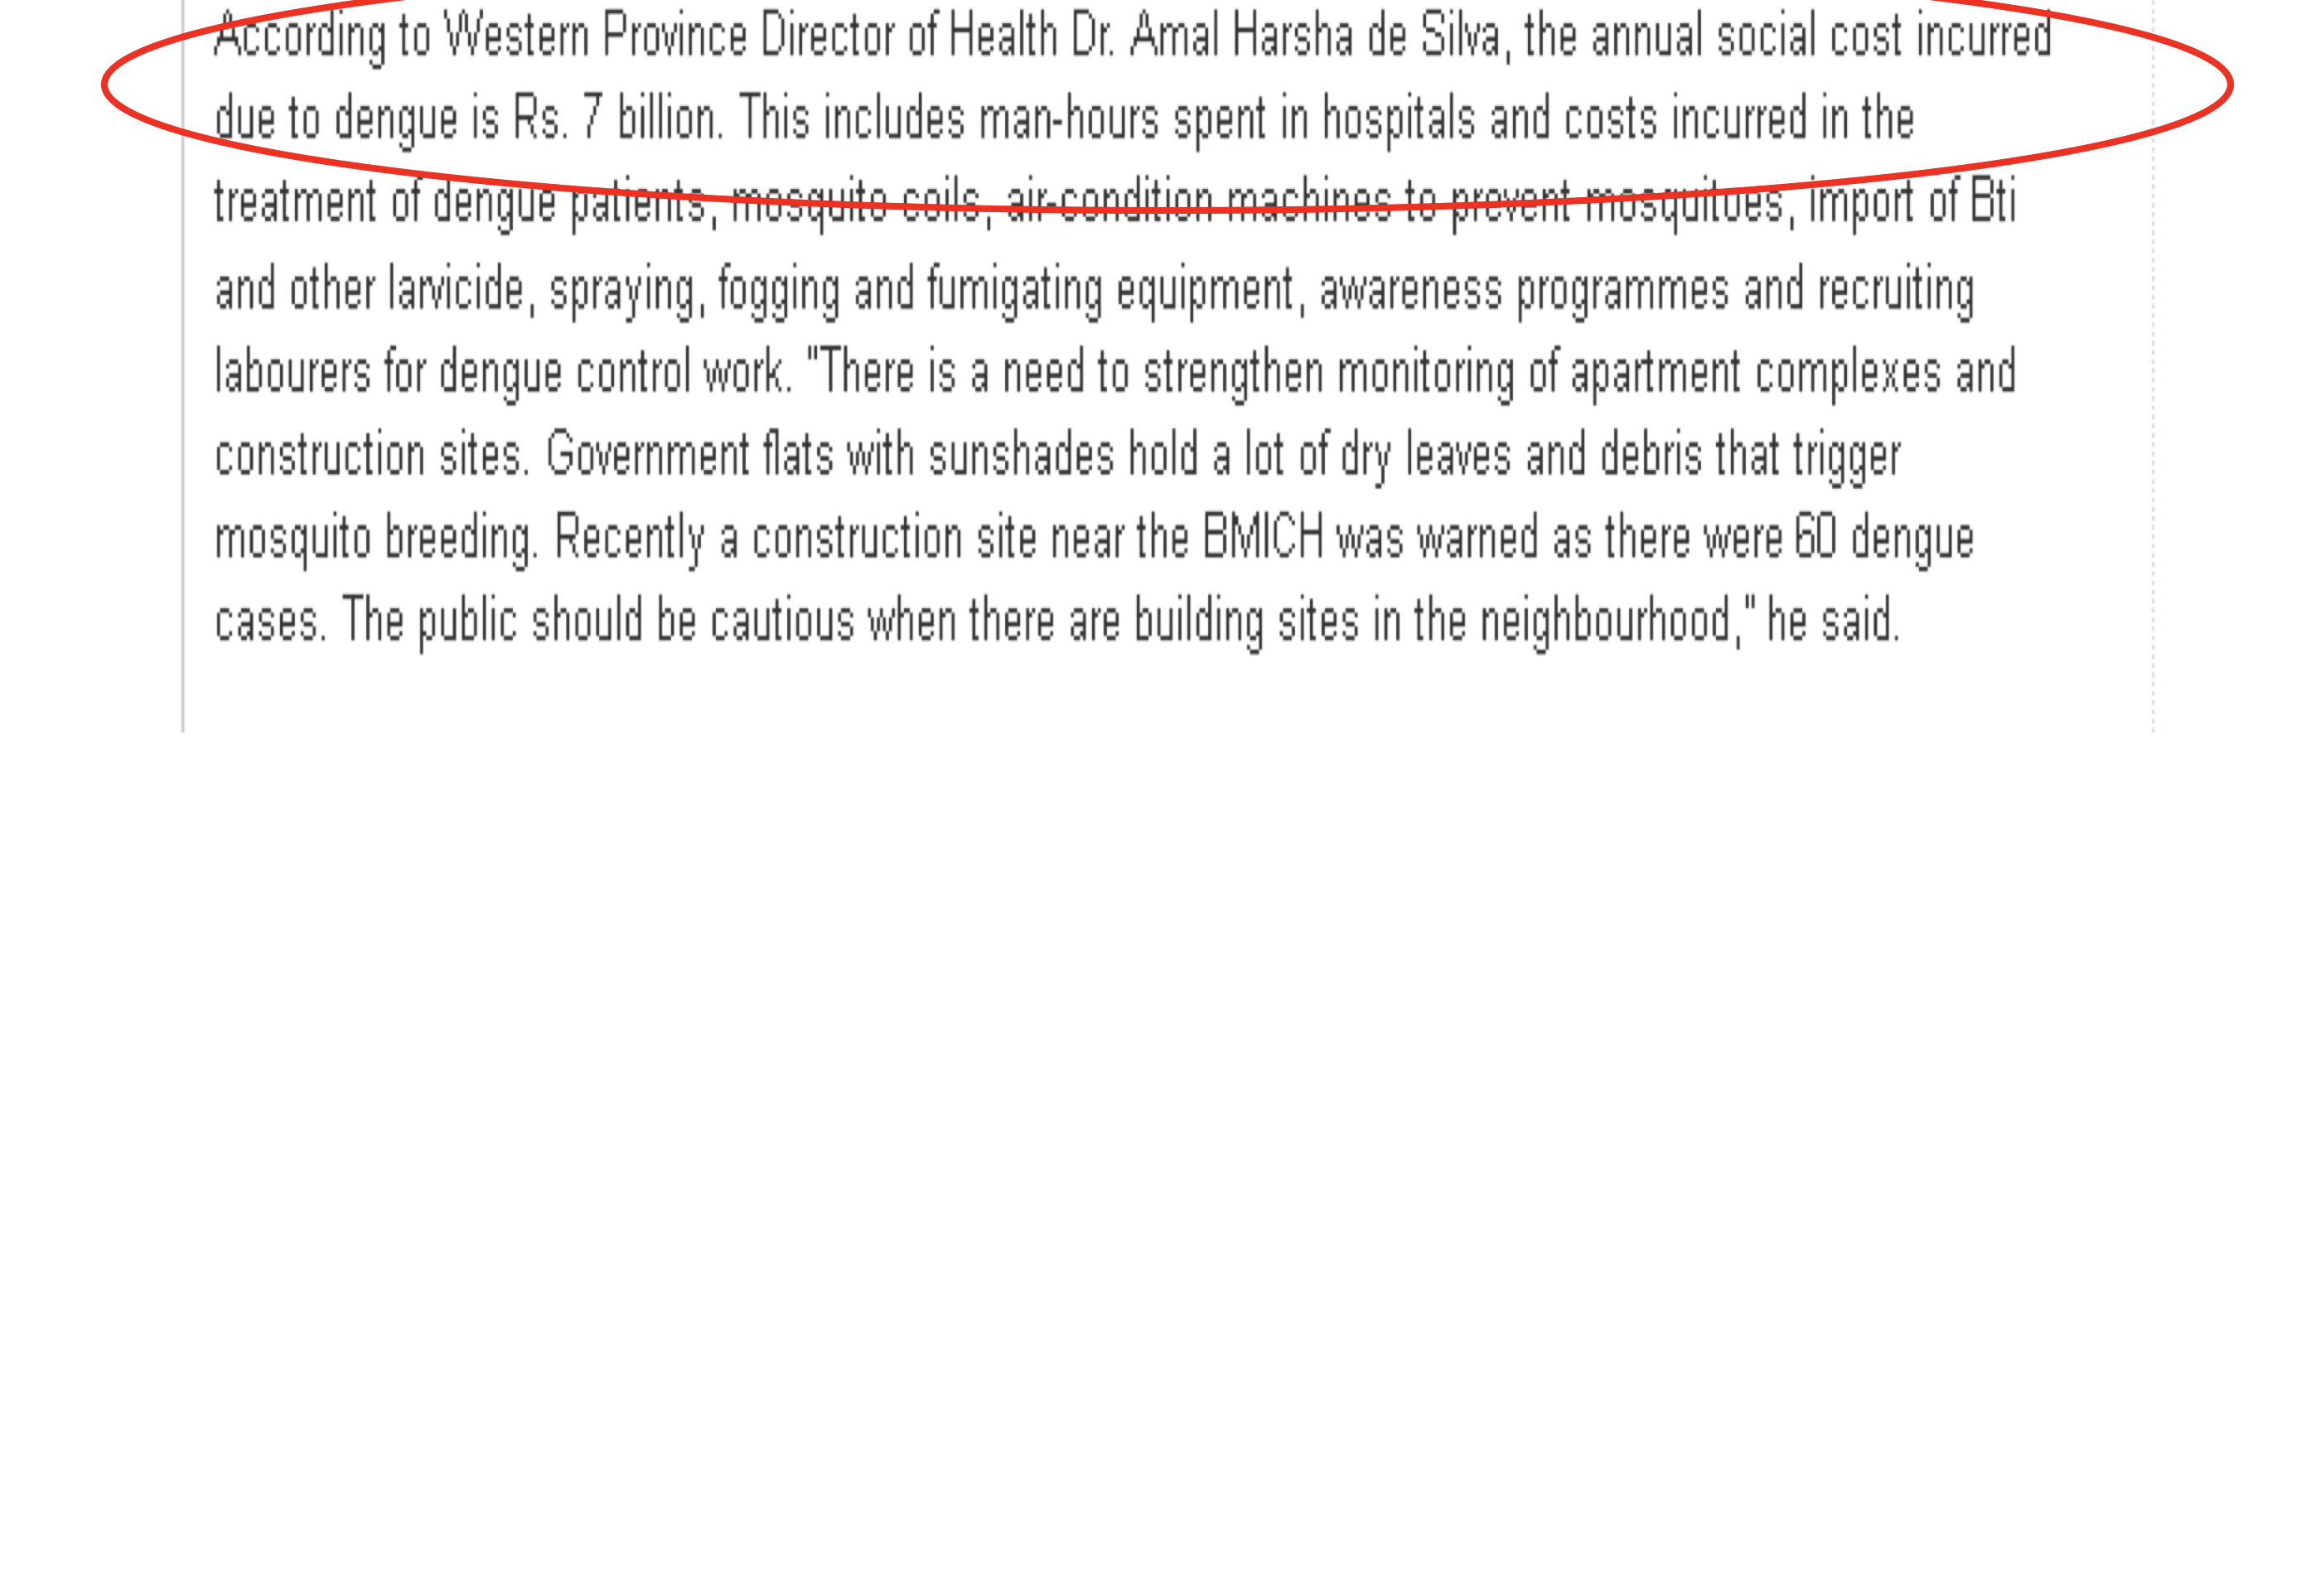 According to Western Province Director of Health Dr. Amal Harsha de Silva, the annual social cost incurred
due to dengue is Rs. 7 billion. This includes man-hours spent in hospitals and costs incurred in the
treatment of dengue patients, mosquito coils, air-condition machines to prevent mosquitoes, import of Bti
and other larvicide, spraying, fogging and fumigating equipment, awareness programmes and recruiting
labourers for dengue control work. "There is a need to strengthen monitoring of apartment complexes and
construction sites. Government flats with sunshades hold a lot of dry leaves and debris that trigger
mosquito breeding. Recently a construction site near the BMICH was warned as there were 60 dengue
cases. The public should be cautious when there are building sites in the neighbourhood," he said.